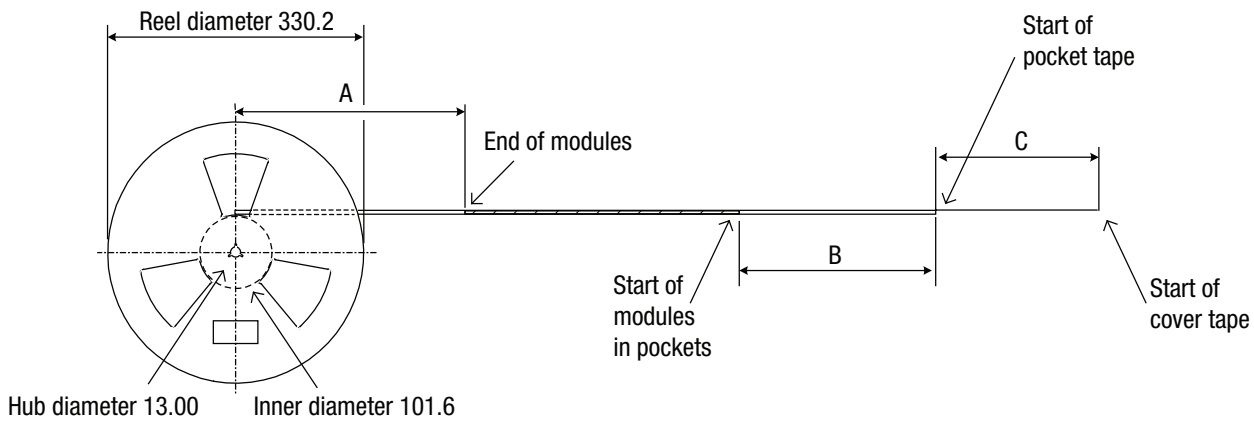 Reel diameter 330.2
Start of
pocket tape
A
End of modules
C
B
Start of
modules
in pockets
Start of
cover tape
Hub diameter 13.00
Inner diameter 101.6